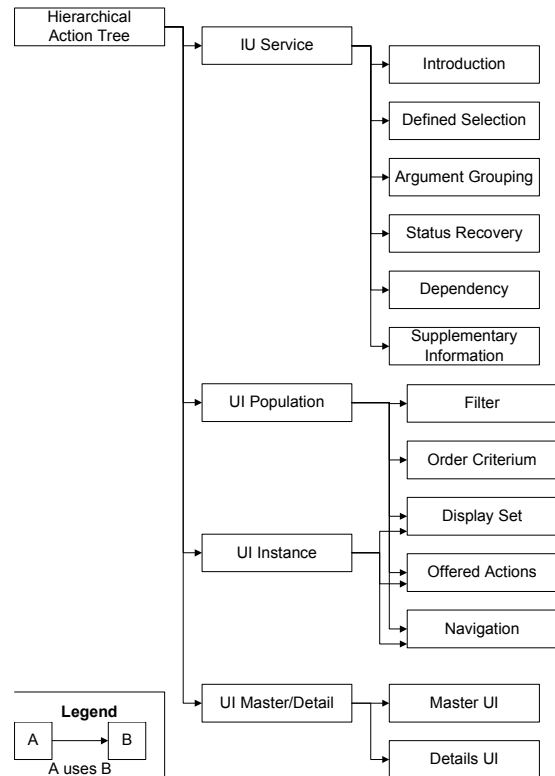 Hierarchical
Action Tree
IU Service
Introduction
Defined Selection
Argument Grouping
Status Recovery
Dependency
Supplementary
Information
UI Population
Filter
Order Criterium
Display Set
UI Instance
Offered Actions
Navigation
UI Master/Detail
Master UI
Details UI
Legend
A
B
A uses B